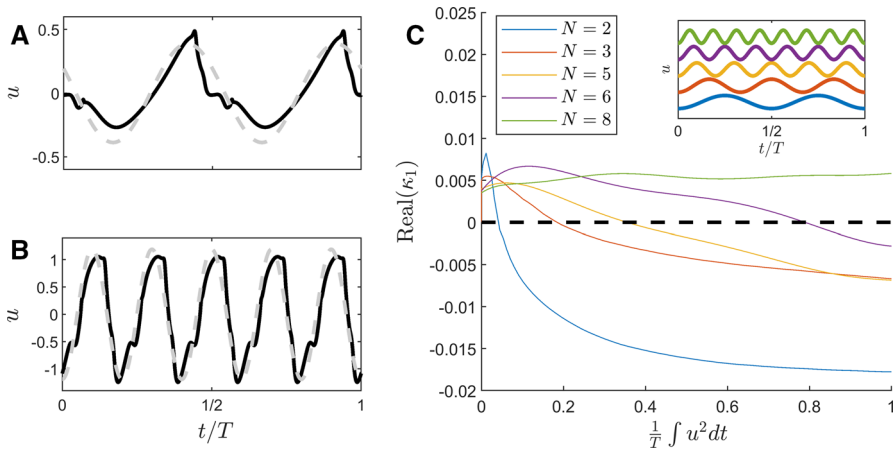 A
0.5
0
-0.5
u
B
1
0.5
0
-0.5
-1
u
0
1/2
1
t/T
C
0.025
0.02
0.015
0.01
0.005
0
-0.005
-0.01
-0.015
-0.02
Real(κ₁)
N = 2
N = 3
N = 5
N = 6
N = 8
u
0
1/2
1
t/T
0
0.2
0.4
0.6
0.8
1
1/T ∫ u²dt